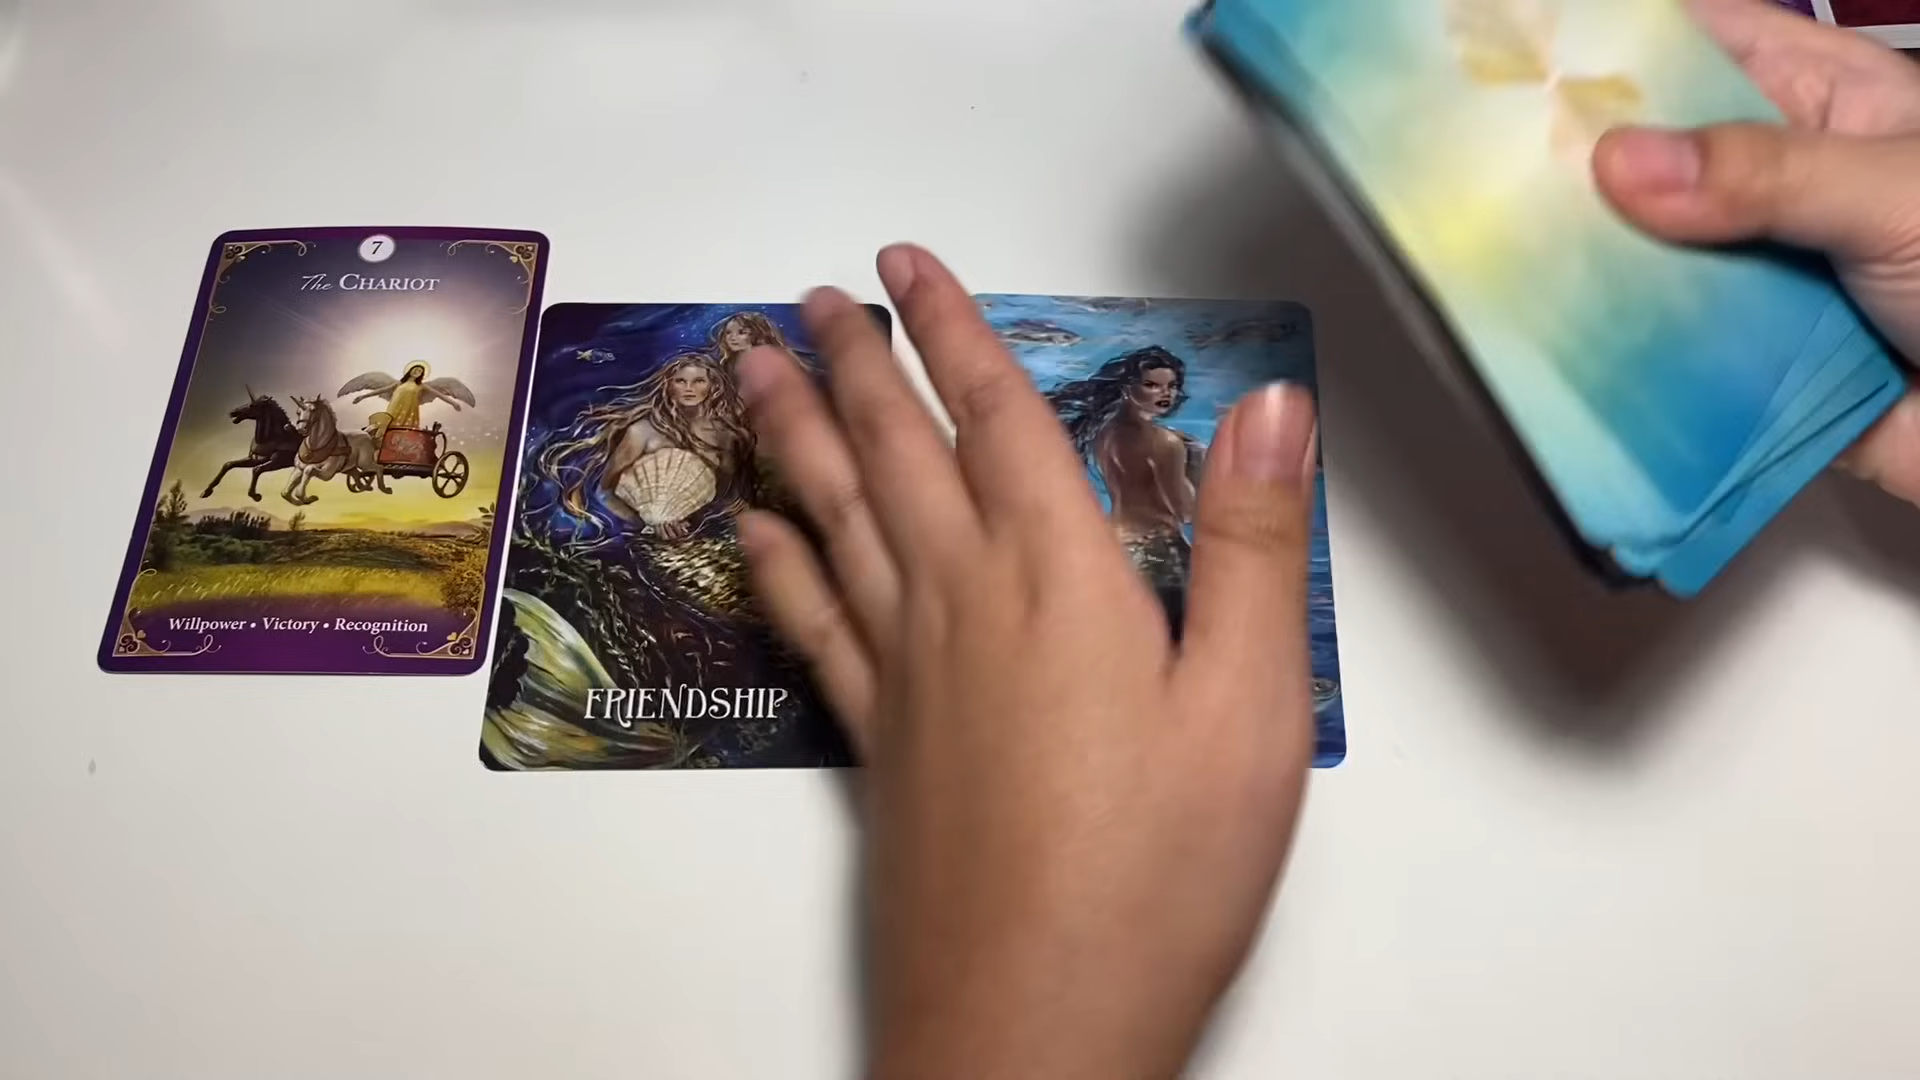 7
The CHARIOT
Willpower • Victory • Recognition
FRIENDSHIP